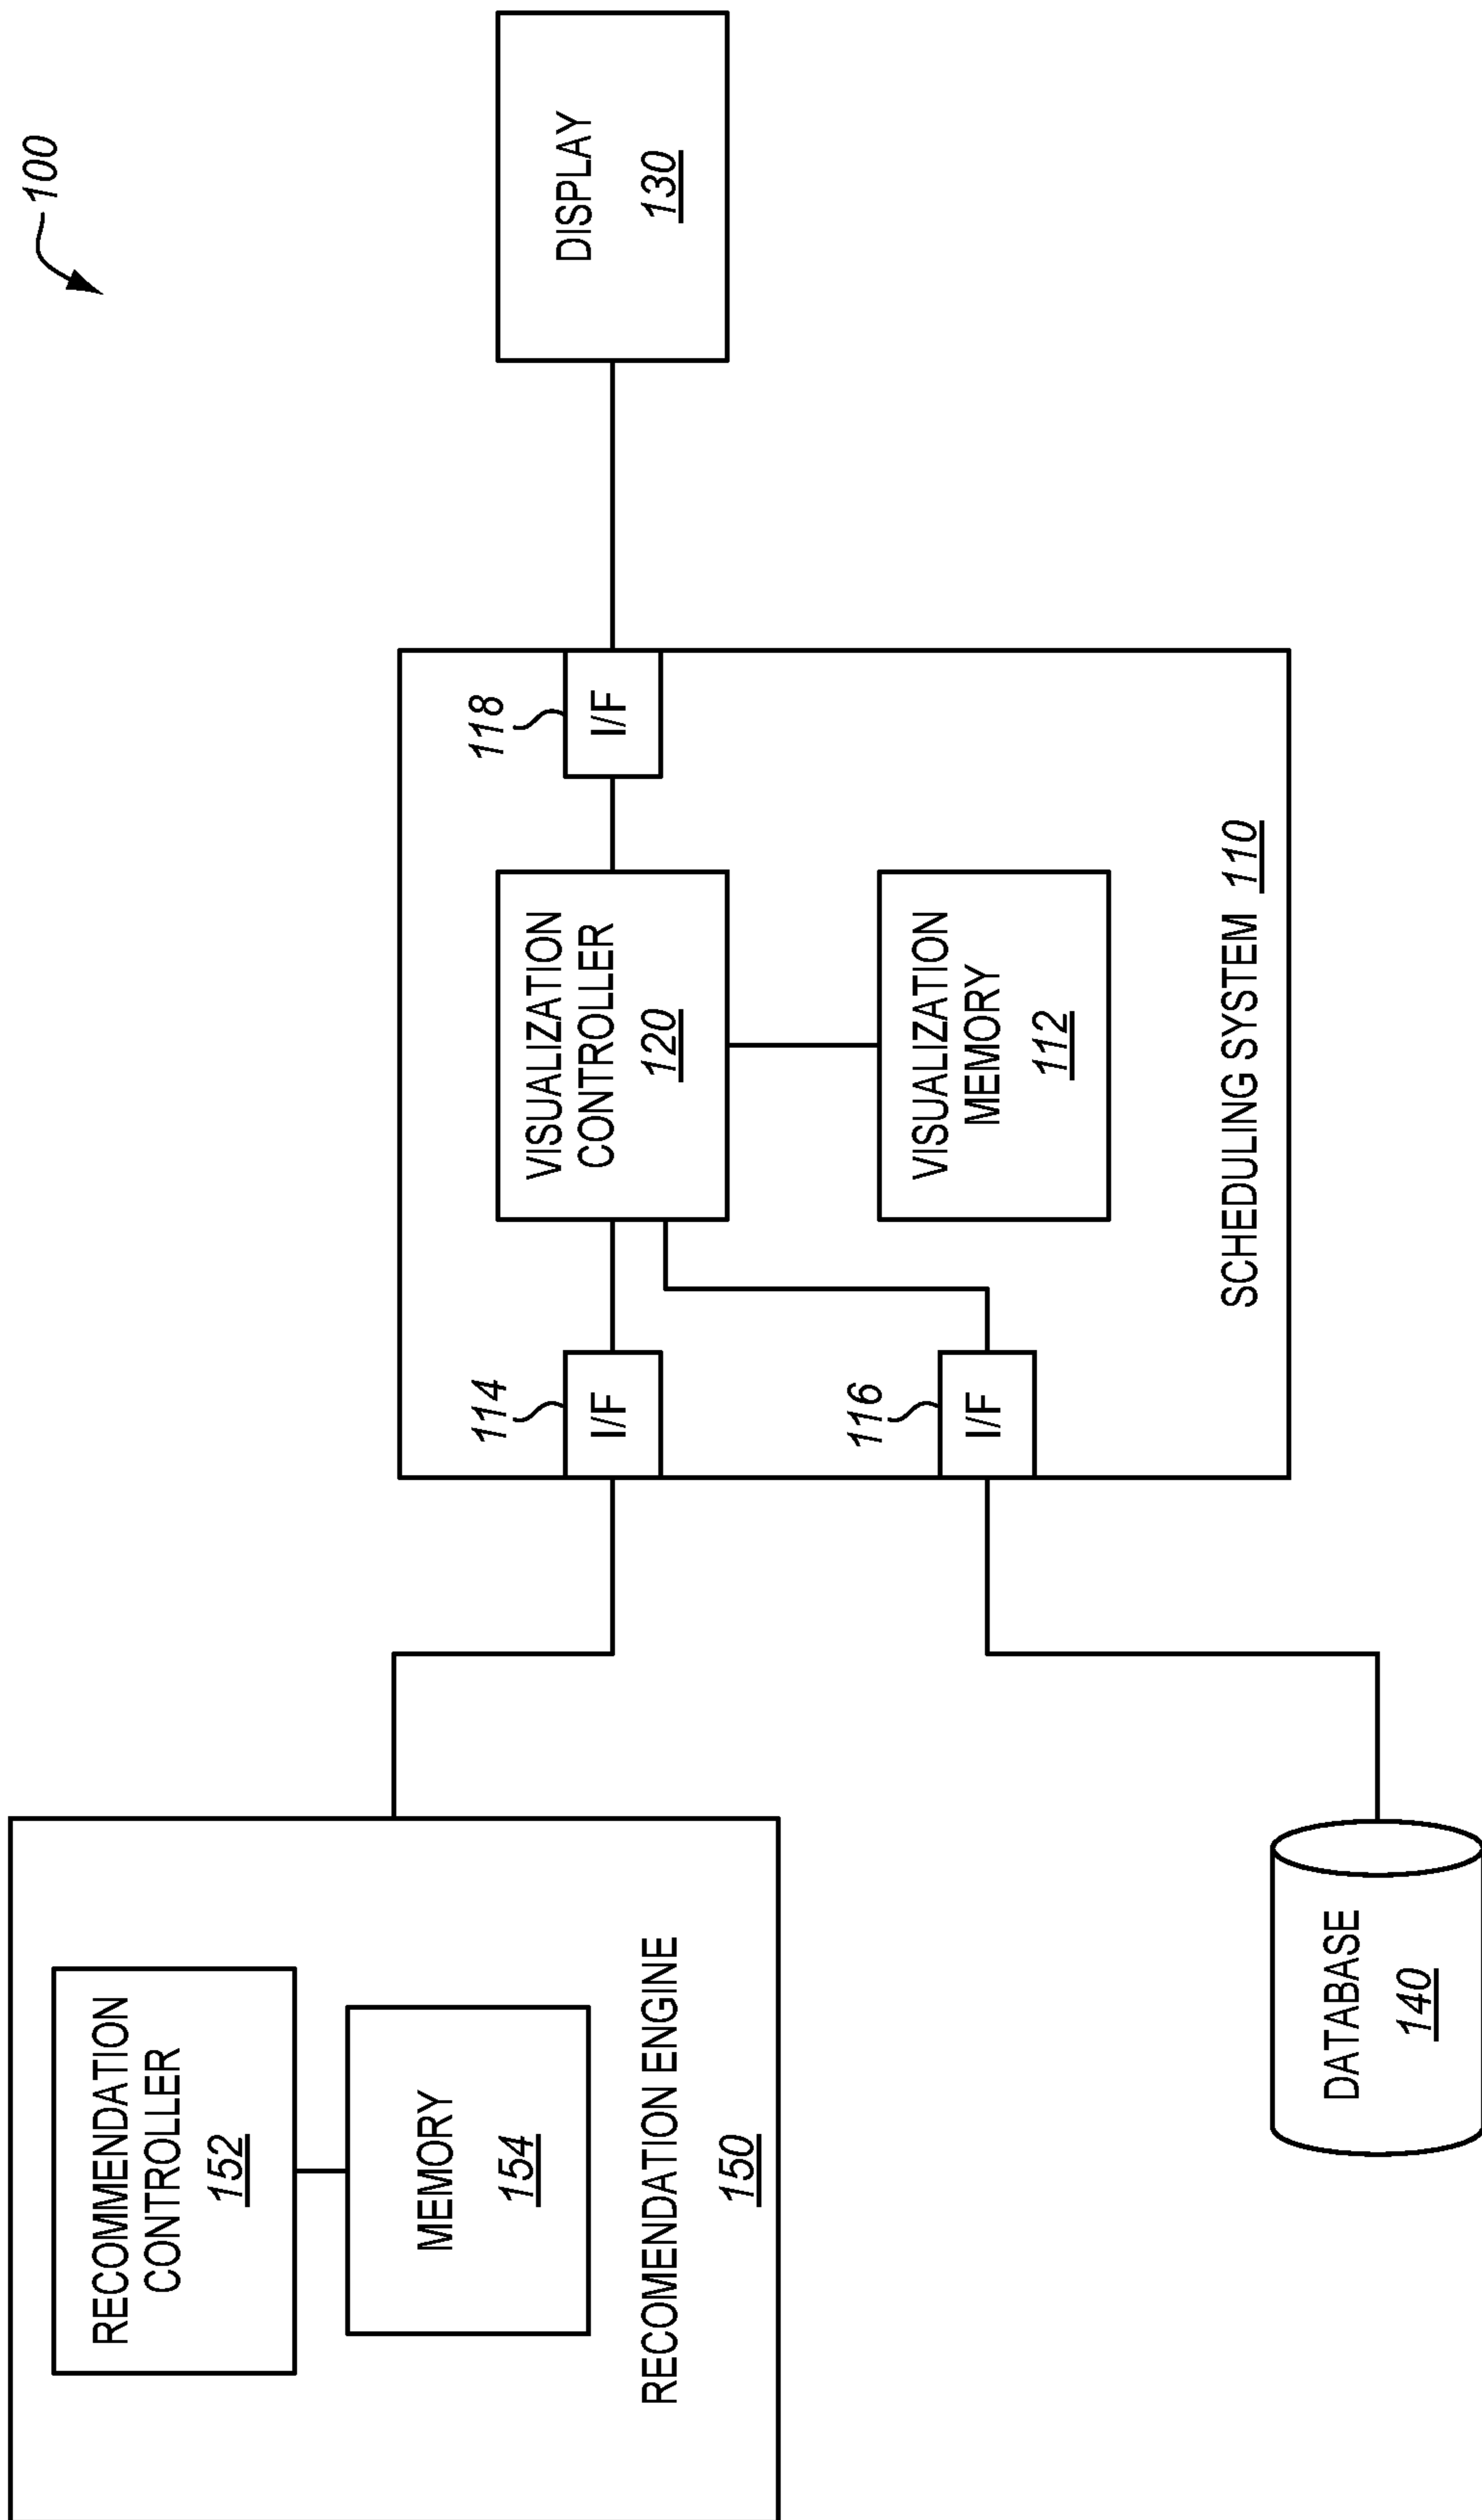 100
RECOMMENDATION
CONTROLLER
152
MEMORY
154
RECOMENDATION ENGINE
150
DATABASE
140
114
I/F
116
I/F
VISUALIZATION
CONTROLLER
120
VISUALIZATION
MEMORY
112
118
I/F
SCHEDULING SYSTEM 110
DISPLAY
130